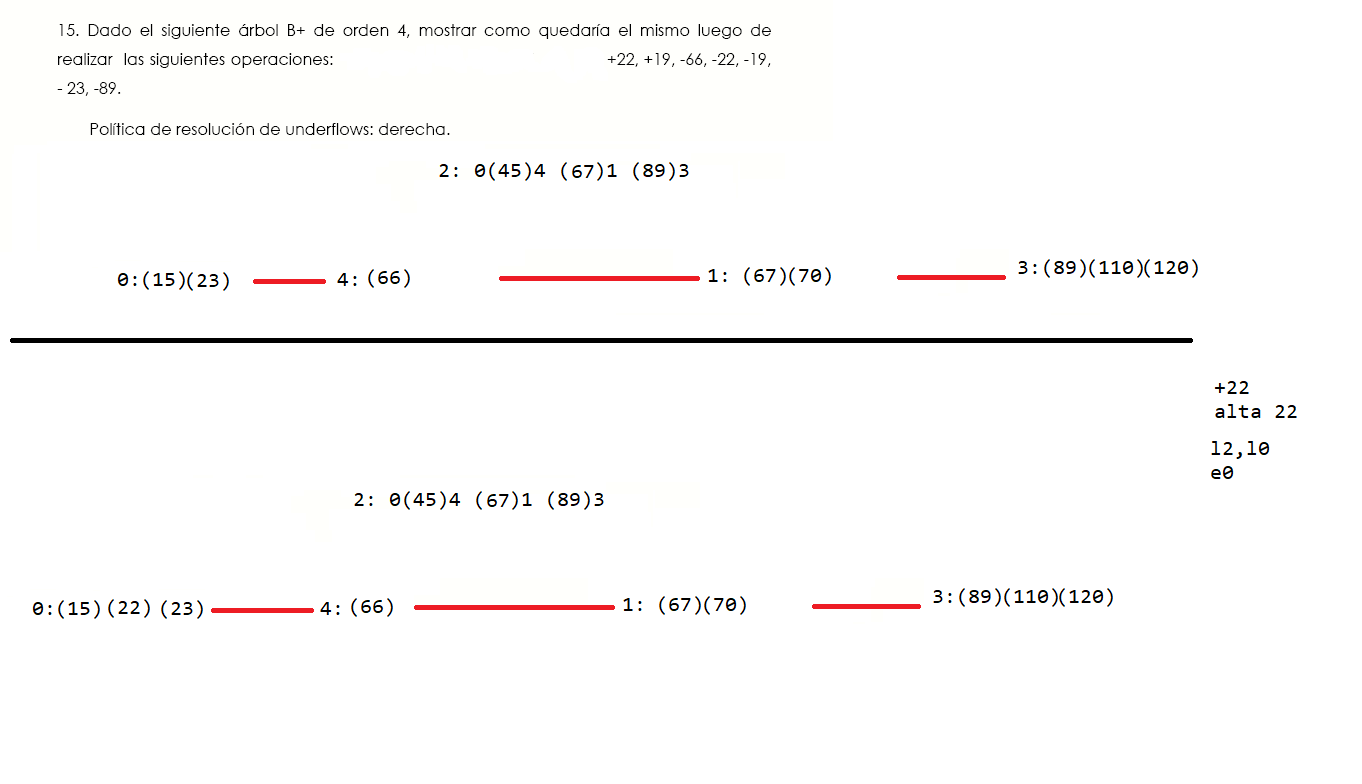 15. Dado el siguiente árbol B+ de orden 4, mostrar como quedaría el mismo luego de
realizar las siguientes operaciones: +22, +19, -66, -22, -19,
- 23, -89.
Política de resolución de underflows: derecha.
2: 0(45)4 (67)1 (89)3
0:(15)(23) 4: (66) 1: (67)(70) 3:(89)(110)(120)
+22
alta 22
l2,l0
e0
2: 0(45)4 (67)1 (89)3
0:(15)(22)(23) 4: (66) 1: (67)(70) 3:(89)(110)(120)